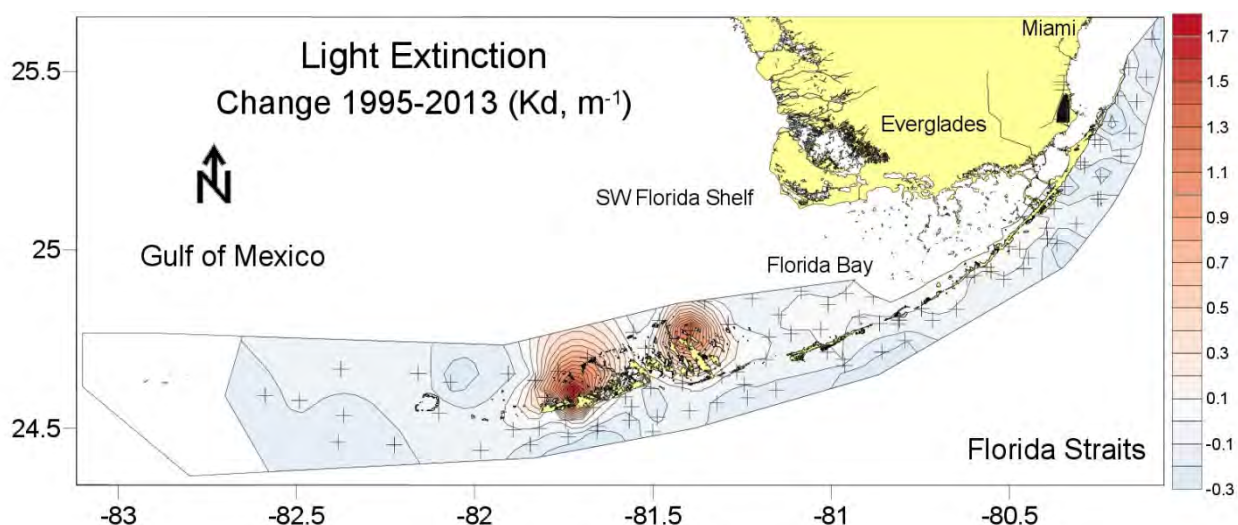 Light Extinction
Change 1995-2013 (Kd, m⁻¹)
N
Gulf of Mexico
SW Florida Shelf
Everglades
Miami
Florida Bay
Florida Straits
25.5
25
24.5
-83
-82.5
-82
-81.5
-81
-80.5
1.7
1.5
1.3
1.1
0.9
0.7
0.5
0.3
0.1
-0.1
-0.3